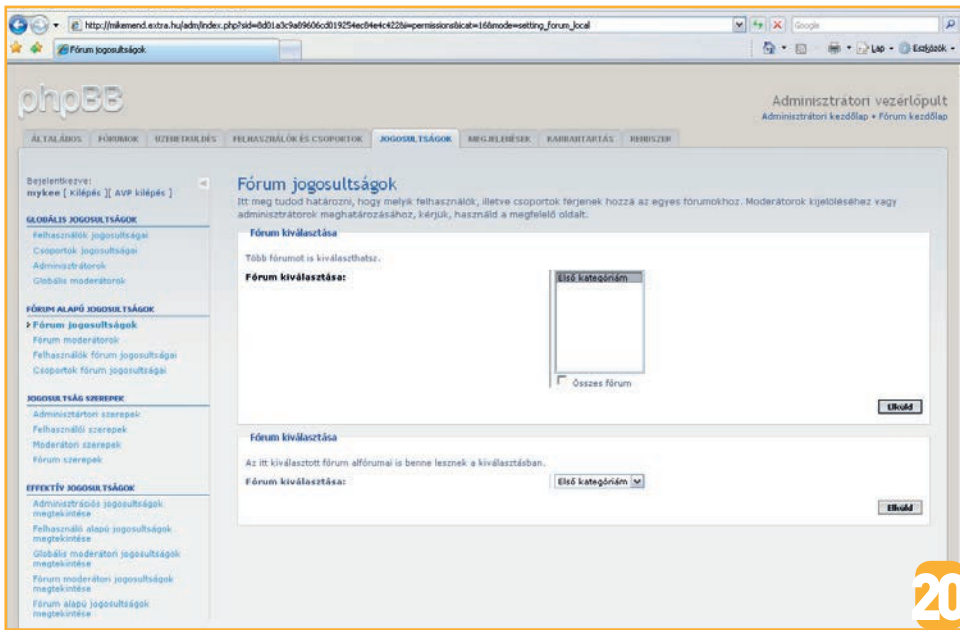 http://mikemend.extra.hu/adm/index.php?sid=8d01a3c9a89606cd019254ec84e4c422&i=permissions&icat=16&mode=setting_forum_local
Google
Fórum jogosultságok
Lap
Eszközök
phpBB
Adminisztrátori vezérlőpult
Adminisztrátori kezdőlap • Fórum kezdőlap
ÁLTALÁNOS FÓRUMOK ÜZENETKÜLDÉS FELHASZNÁLÓK ÉS CSOPORTOK JOGOSULTSÁGOK MEGJELENÉSEK KARBANTARTÁS RENDSZER
Bejelentkezve:
mykee [ Kilépés ][ AVP kilépés ]
GLOBÁLIS JOGOSULTSÁGOK
Felhasználók jogosultságai
Csoportok jogosultságai
Adminisztrátorok
Globális moderátorok
FÓRUM ALAPÚ JOGOSULTSÁGOK
Fórum jogosultságok
Fórum moderátorok
Felhasználók fórum jogosultságai
Csoportok fórum jogosultságai
JOGOSULTSÁG SZEREPEK
Adminisztártori szerepek
Felhasználói szerepek
Moderátori szerepek
Fórum szerepek
EFFEKTÍV JOGOSULTSÁGOK
Adminisztrációs jogosultságok
megtekintése
Felhasználó alapú jogosultságok
megtekintése
Globális moderátori jogosultságok
megtekintése
Fórum moderátori jogosultságok
megtekintése
Fórum alapú jogosultságok
megtekintése
Fórum jogosultságok
Itt meg tudod határozni, hogy melyik felhasználók, illetve csoportok férjenek hozzá az egyes fórumokhoz. Moderátorok kijelöléséhez vagy
adminisztrátorok meghatározásához, kérjük, használd a megfelelő oldalt.
Fórum kiválasztása
Több fórumot is kiválaszthatsz.
Fórum kiválasztása:
Első kategóriám
Összes fórum
Elküld
Fórum kiválasztása
Az itt kiválasztott fórum alfórumai is benne lesznek a kiválasztásban.
Fórum kiválasztása:
Első kategóriám
Elküld
20